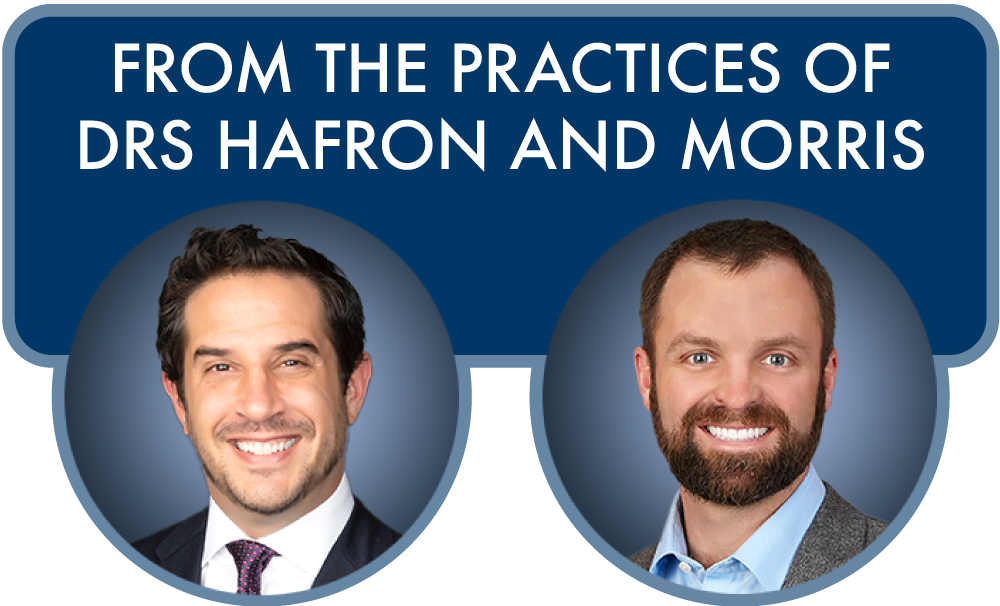 FROM THE PRACTICES OF
DRS HAFRON AND MORRIS